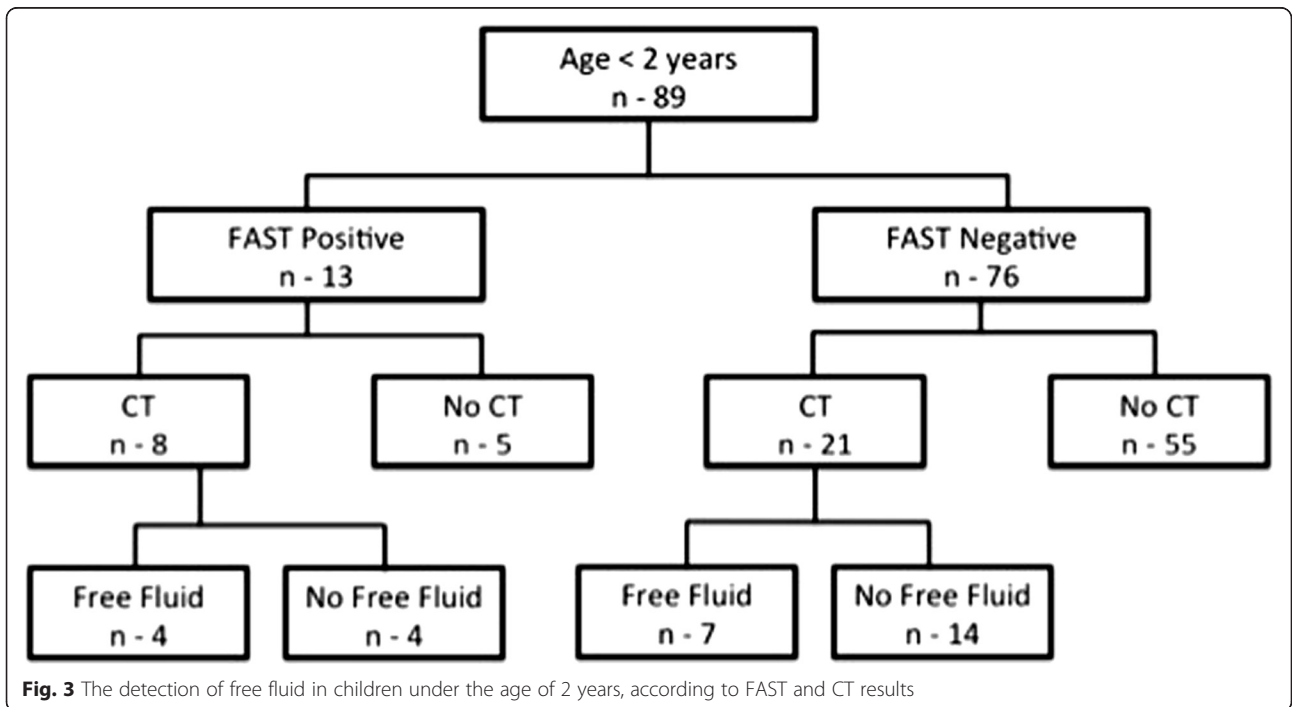 Age < 2 years
n - 89
FAST Positive
n - 13
FAST Negative
n - 76
CT
n - 8
No CT
n - 5
CT
n - 21
No CT
n - 55
Free Fluid
n - 4
No Free Fluid
n - 4
Free Fluid
n - 7
No Free Fluid
n - 14
Fig. 3 The detection of free fluid in children under the age of 2 years, according to FAST and CT results